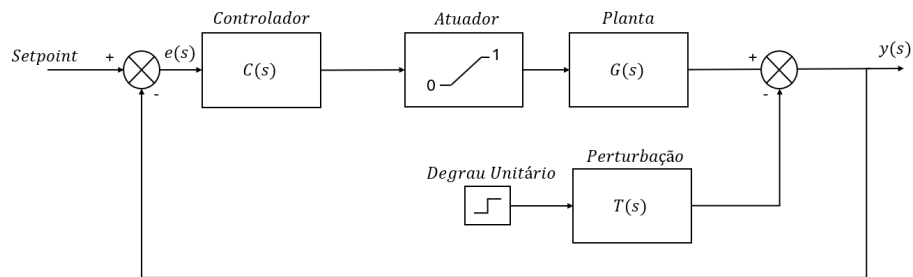 Controlador
Atuador
Planta
Setpoint
+
e(s)
C(s)
0
1
G(s)
+
y(s)
-
-
Perturbação
Degrau Unitário
T(s)